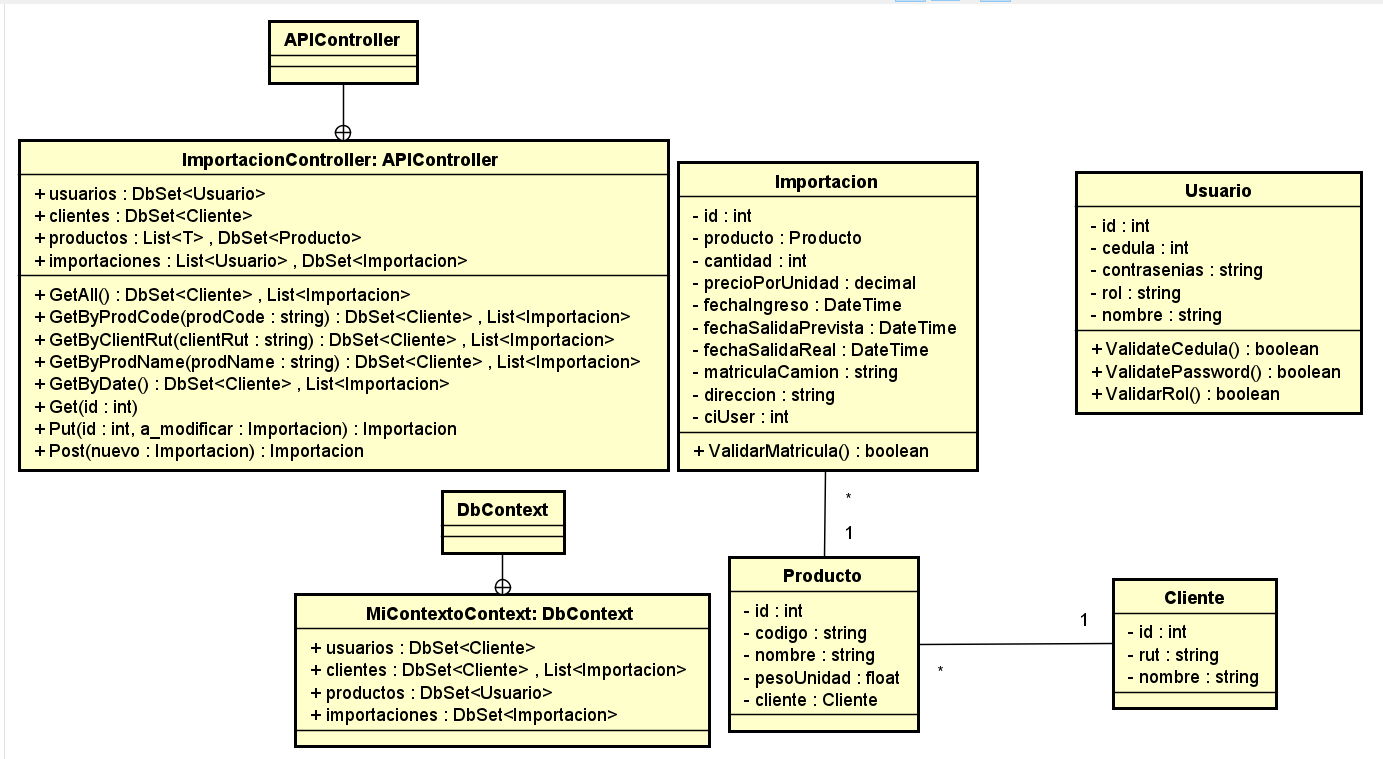 APIController
ImportacionController: APIController
+ usuarios : DbSet<Usuario>
+ clientes : DbSet<Cliente>
+ productos : List<T> , DbSet<Producto>
+ importaciones : List<Usuario> , DbSet<Importacion>
+ GetAll() : DbSet<Cliente> , List<Importacion>
+ GetByProdCode(prodCode : string) : DbSet<Cliente> , List<Importacion>
+ GetByClientRut(clientRut : string) : DbSet<Cliente> , List<Importacion>
+ GetByProdName(prodName : string) : DbSet<Cliente> , List<Importacion>
+ GetByDate() : DbSet<Cliente> , List<Importacion>
+ Get(id : int)
+ Put(id : int, a_modificar : Importacion) : Importacion
+ Post(nuevo : Importacion) : Importacion
Importacion
- id : int
- producto : Producto
- cantidad : int
- precioPorUnidad : decimal
- fechaIngreso : DateTime
- fechaSalidaPrevista : DateTime
- fechaSalidaReal : DateTime
- matriculaCamion : string
- direccion : string
- ciUser : int
+ ValidarMatricula() : boolean
Usuario
- id : int
- cedula : int
- contrasenias : string
- rol : string
- nombre : string
+ ValidateCedula() : boolean
+ ValidatePassword() : boolean
+ ValidarRol() : boolean
*
1
DbContext
MiContextoContext: DbContext
+ usuarios : DbSet<Cliente>
+ clientes : DbSet<Cliente> , List<Importacion>
+ productos : DbSet<Usuario>
+ importaciones : DbSet<Importacion>
Producto
- id : int
- codigo : string
- nombre : string
- pesoUnidad : float
- cliente : Cliente
1
*
Cliente
- id : int
- rut : string
- nombre : string